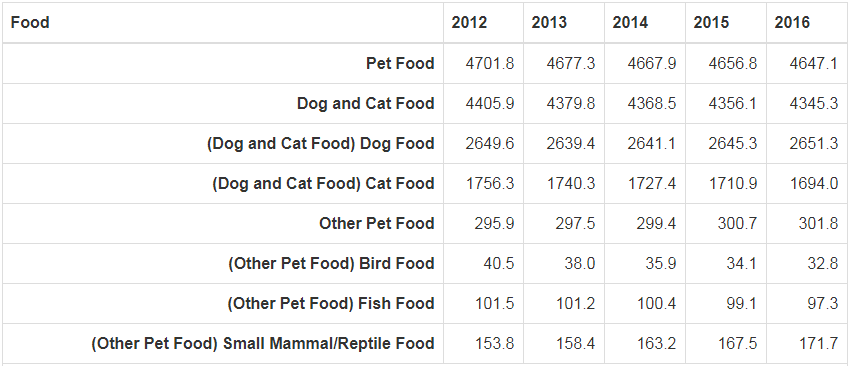 Food 2012 2013 2014 2015 2016
Pet Food 4701.8 4677.3 4667.9 4656.8 4647.1
Dog and Cat Food 4405.9 4379.8 4368.5 4356.1 4345.3
(Dog and Cat Food) Dog Food 2649.6 2639.4 2641.1 2645.3 2651.3
(Dog and Cat Food) Cat Food 1756.3 1740.3 1727.4 1710.9 1694.0
Other Pet Food 295.9 297.5 299.4 300.7 301.8
(Other Pet Food) Bird Food 40.5 38.0 35.9 34.1 32.8
(Other Pet Food) Fish Food 101.5 101.2 100.4 99.1 97.3
(Other Pet Food) Small Mammal/Reptile Food 153.8 158.4 163.2 167.5 171.7